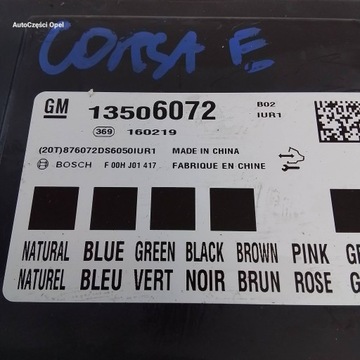 AutoCzęści Opel
CORSA E
GM 13506072 B02
IUR1
369 160219
(20T)876072DS6050IUR1 MADE IN CHINA
BOSCH F 00H J01 417 FABRIQUE EN CHINE
NATURAL BLUE GREEN BLACK BROWN PINK
NATUREL BLEU VERT NOIR BRUN ROSE